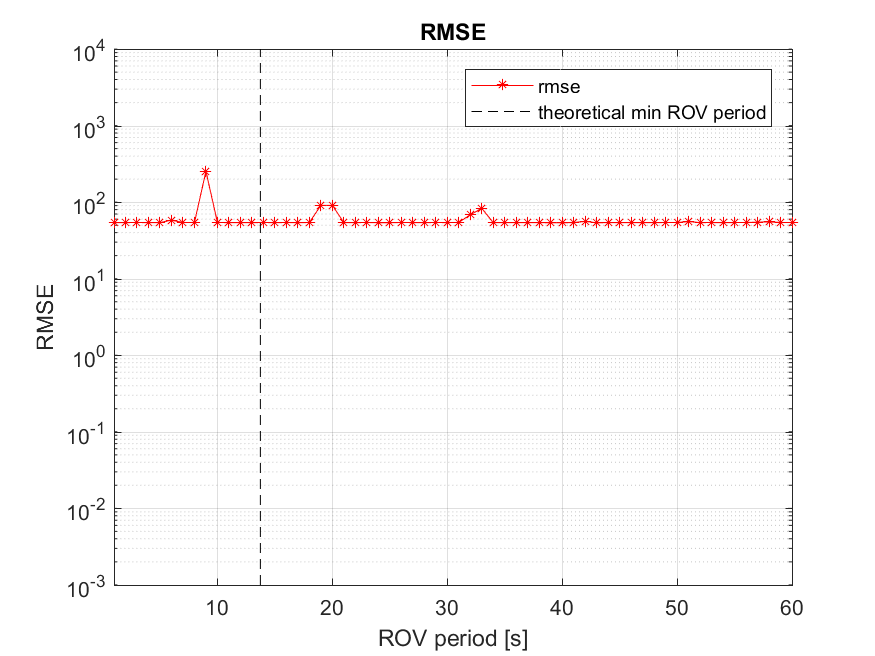 RMSE
10^4
10^3
10^2
10^1
10^0
10^-1
10^-2
10^-3
RMSE
rmse
theoretical min ROV period
10 20 30 40 50 60
ROV period [s]